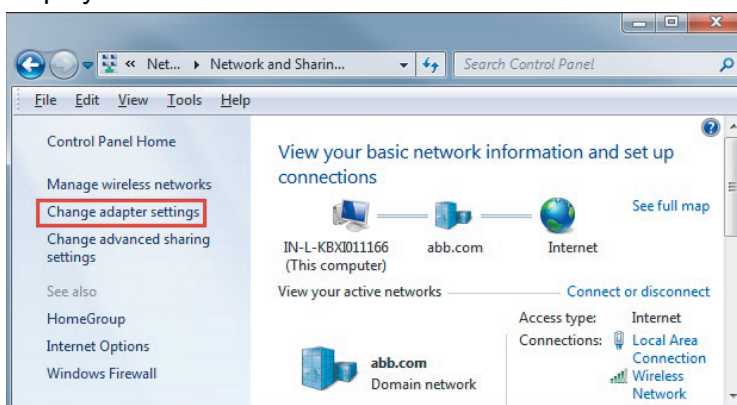 « Net... Network and Sharin... Search Control Panel
File Edit View Tools Help
Control Panel Home
Manage wireless networks
Change adapter settings
Change advanced sharing
settings
See also
HomeGroup
Internet Options
Windows Firewall
View your basic network information and set up
connections
See full map
IN-L-KBXI011166
(This computer)
abb.com
Internet
View your active networks
Connect or disconnect
abb.com
Domain network
Access type: Internet
Connections: Local Area
Connection
Wireless
Network